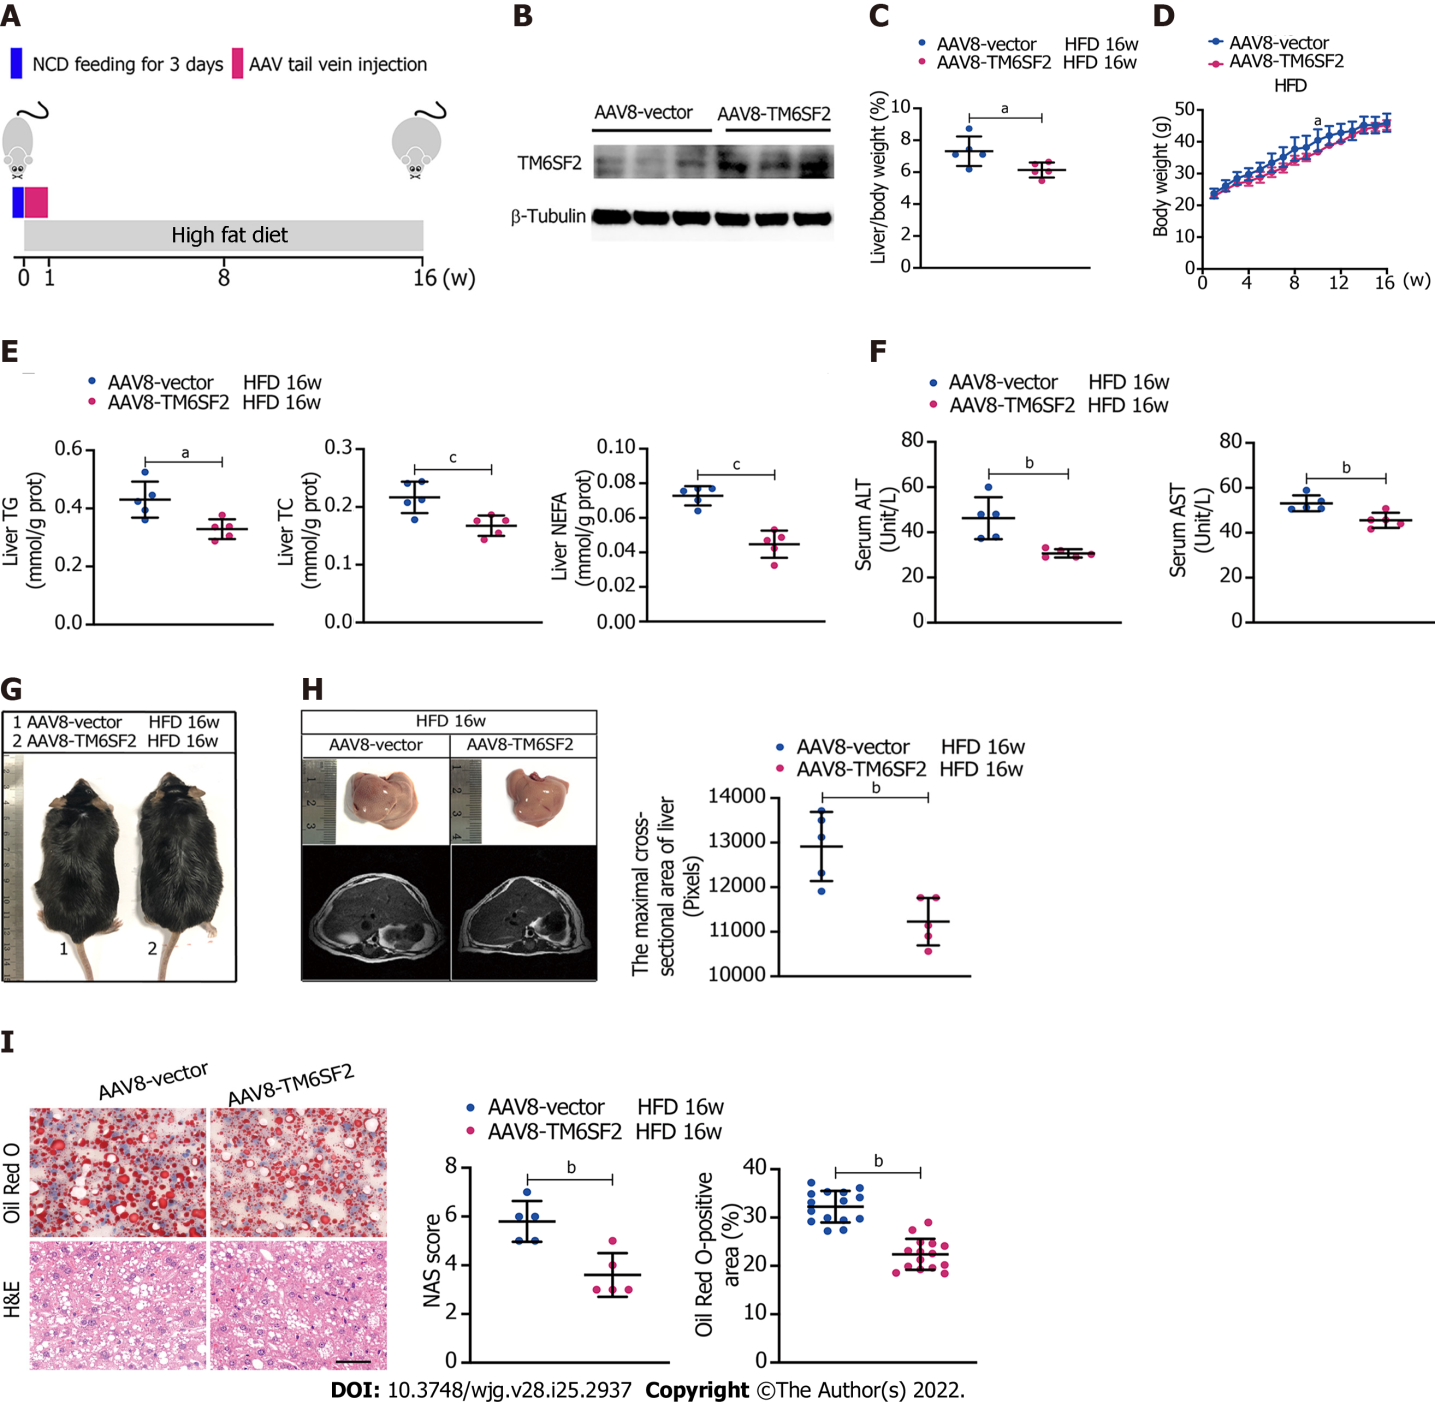 A
NCD feeding for 3 days
AAV tail vein injection
High fat diet
0 1 8 16 (w)
B
AAV8-vector AAV8-TM6SF2
TM6SF2
β-Tubulin
C
AAV8-vector HFD 16w
AAV8-TM6SF2 HFD 16w
Liver/body weight (%)
10
8
6
4
2
0
a
D
AAV8-vector
AAV8-TM6SF2
HFD
Body weight (g)
50
40
30
20
10
0
a
0 4 8 12 16 (w)
E
AAV8-vector HFD 16w
AAV8-TM6SF2 HFD 16w
Liver TG
(mmol/g prot)
0.6
0.4
0.2
0.0
a
Liver TC
(mmol/g prot)
0.3
0.2
0.1
0.0
c
Liver NEFA
(mmol/g prot)
0.10
0.08
0.06
0.04
0.02
0.00
c
F
AAV8-vector HFD 16w
AAV8-TM6SF2 HFD 16w
Serum ALT
(Unit/L)
80
60
40
20
0
b
Serum AST
(Unit/L)
80
60
40
20
0
b
G
1 AAV8-vector HFD 16w
2 AAV8-TM6SF2 HFD 16w
1 2
H
HFD 16w
AAV8-vector AAV8-TM6SF2
1
2
3
1
2
3
4
AAV8-vector HFD 16w
AAV8-TM6SF2 HFD 16w
The maximal cross-
sectional area of liver
(Pixels)
14000
13000
12000
11000
10000
b
I
AAV8-vector AAV8-TM6SF2
Oil Red O
H&E
AAV8-vector HFD 16w
AAV8-TM6SF2 HFD 16w
NAS score
8
6
4
2
0
b
Oil Red O-positive
area (%)
40
30
20
10
0
b
DOI: 10.3748/wjg.v28.i25.2937 Copyright ©The Author(s) 2022.